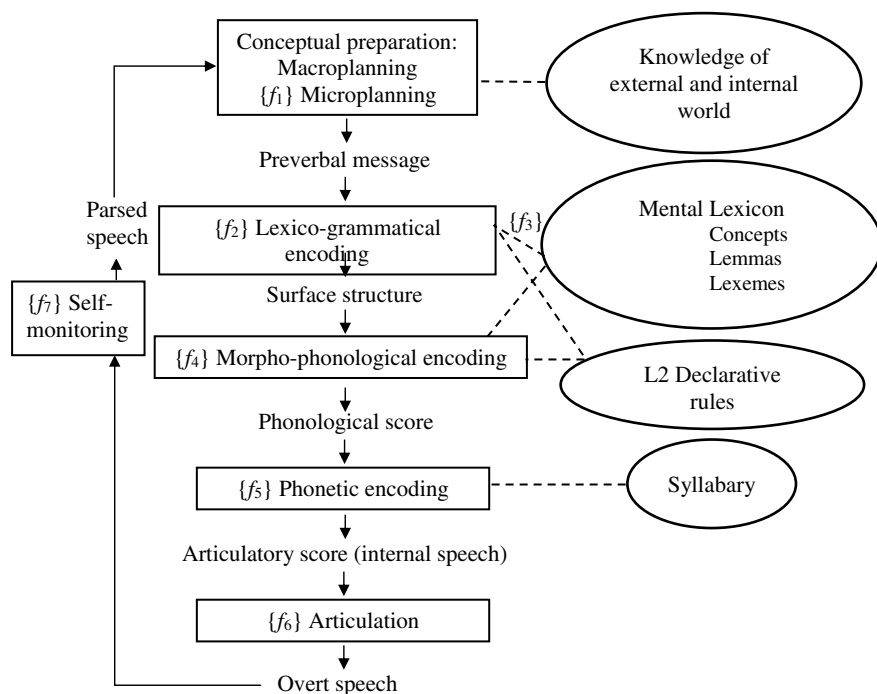 Conceptual preparation:
Macroplanning
{f1} Microplanning
Knowledge of
external and internal
world
Preverbal message
Parsed
speech
{f2} Lexico-grammatical
encoding
{f3}
Mental Lexicon
Concepts
Lemmas
Lexemes
Surface structure
{f7} Self-
monitoring
{f4} Morpho-phonological encoding
L2 Declarative
rules
Phonological score
{f5} Phonetic encoding
Syllabary
Articulatory score (internal speech)
{f6} Articulation
Overt speech